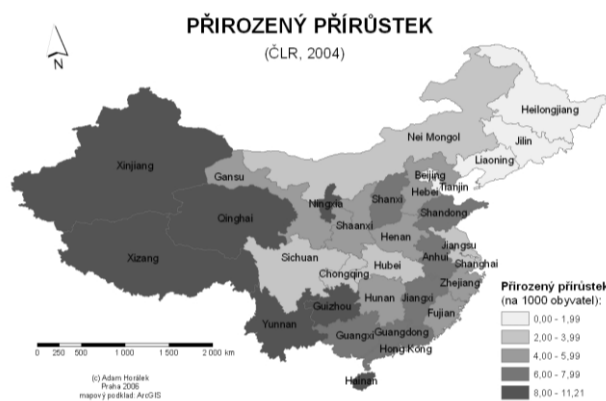 PŘIROZENÝ PŘÍRŮSTEK
(ČLR, 2004)
N
Heilongjiang
Nei Mongol
Jilin
Xinjiang
Liaoning
Gansu
Beijing
Tianjin
Hebei
Ningxia
Shanxi
Qinghai
Shandong
Shaanxi
Henan
Jiangsu
Xizang
Sichuan
Anhui
Shanghai
Hubei
Chongqing
Zhejiang
Hunan
Jiangxi
Guizhou
Fujian
Yunnan
Guangxi
Guangdong
Hong Kong
Hainan
Přirozený přírůstek
(na 1000 obyvatel):
0,00 - 1,99
2,00 - 3,99
4,00 - 5,99
6,00 - 7,99
8,00 - 11,21
0 250 500 1 000 1 500 2 000 km
(c) Adam Horálek
Praha 2006
mapový podklad: ArcGIS